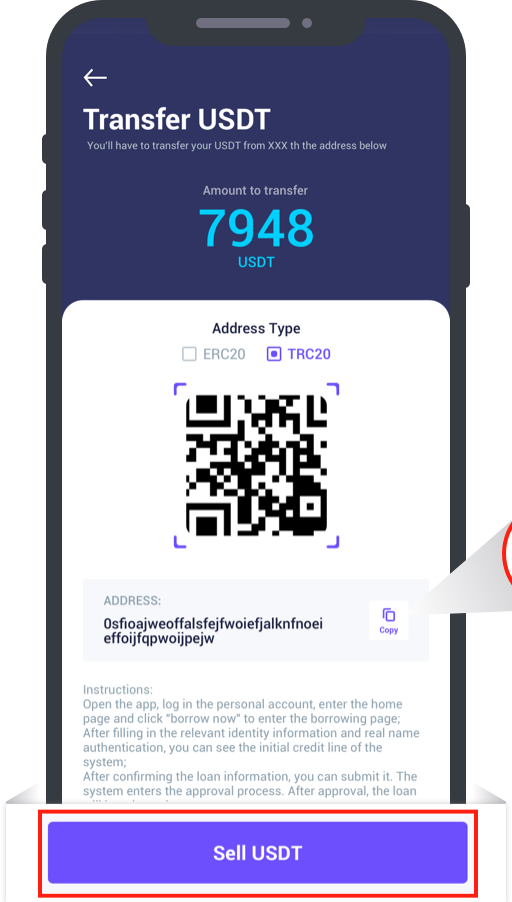 Transfer USDT
You'll have to transfer your USDT from XXX th the address below
Amount to transfer
7948
USDT
Address Type
ERC20 TRC20
ADDRESS:
0sfioajweoffalsfejfwoiefjalknfnoei
effoijfqpwoijpejw
Copy
Instructions:
Open the app, log in the personal account, enter the home
page and click "borrow now" to enter the borrowing page;
After filling in the relevant identity information and real name
authentication, you can see the initial credit line of the
system;
After confirming the loan information, you can submit it. The
system enters the approval process. After approval, the loan
Sell USDT